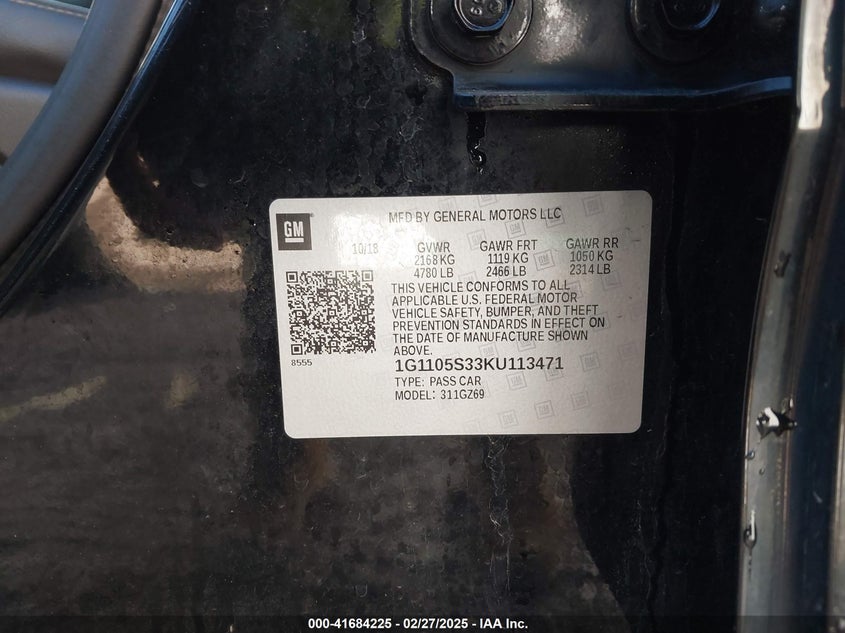 GM
MFD BY GENERAL MOTORS LLC
10/18 GVWR GAWR FRT GAWR RR
2168 KG 1119 KG 1050 KG
4780 LB 2466 LB 2314 LB
THIS VEHICLE CONFORMS TO ALL
APPLICABLE U.S. FEDERAL MOTOR
VEHICLE SAFETY, BUMPER, AND THEFT
PREVENTION STANDARDS IN EFFECT ON
THE DATE OF MANUFACTURE SHOWN
ABOVE.
8555
1G1105S33KU113471
TYPE: PASS CAR
MODEL: 311GZ69
000-41684225 - 02/27/2025 - IAA Inc.